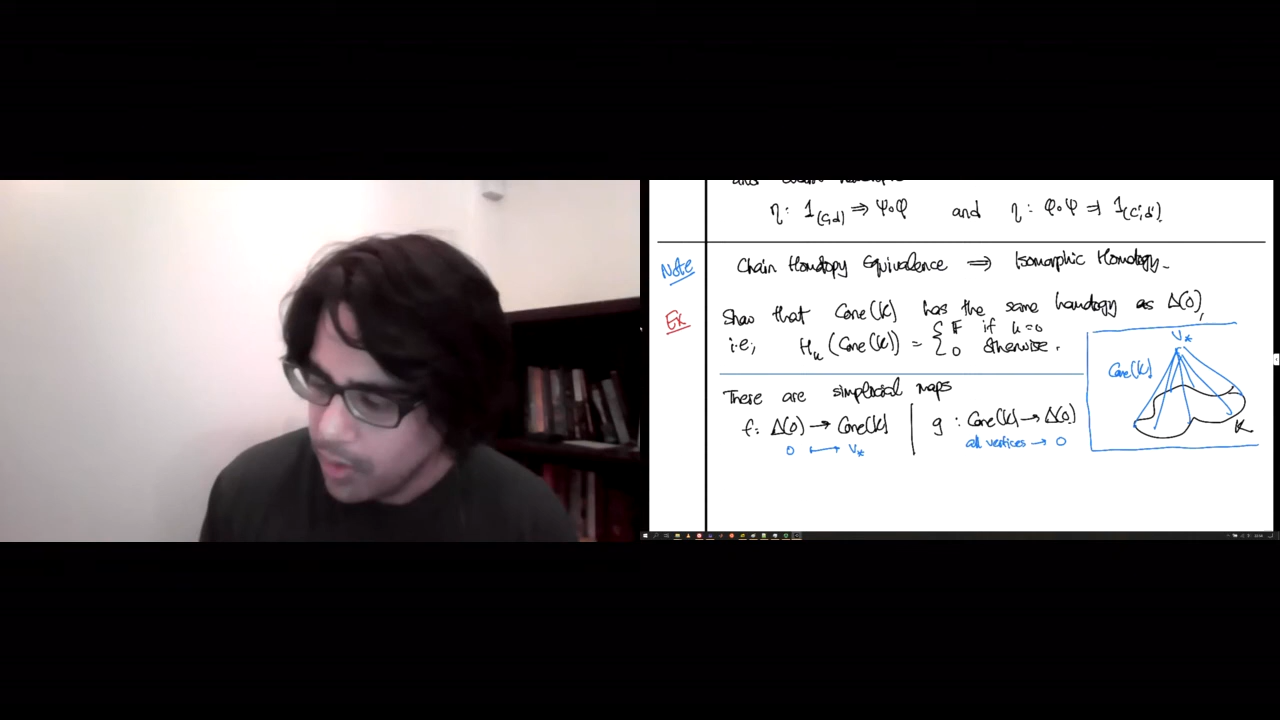 η: 1(C,d) ⇒ ψ∘φ and η: φ∘ψ ⇒ 1(C',d').
Note Chain Homotopy Equivalence ⇒ Isomorphic Homology.
Ex Show that Cone(K) has the same homology as Δ(0),
i.e., Hₖ(Cone(K)) = { 𝔽 if k=0
0 otherwise.
There are simplicial maps
f: Δ(0) → Cone(K) | g: Cone(K) → Δ(0)
0 ↦ V* all vertices → 0
V*
Cone(K)
K